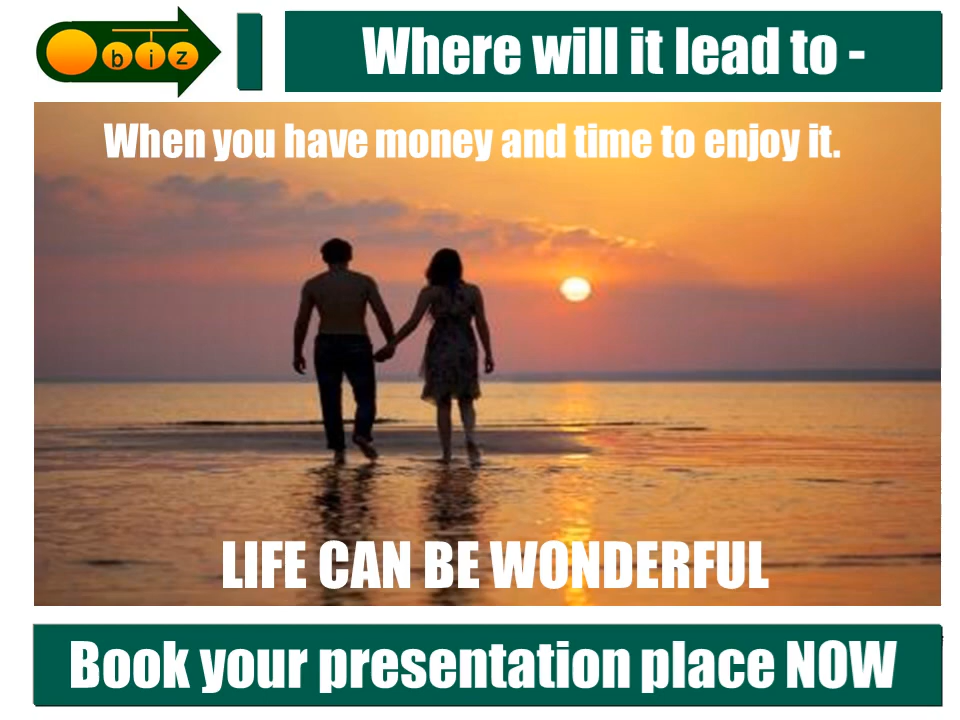 biz
Where will it lead to -
When you have money and time to enjoy it.
LIFE CAN BE WONDERFUL
Book your presentation place NOW